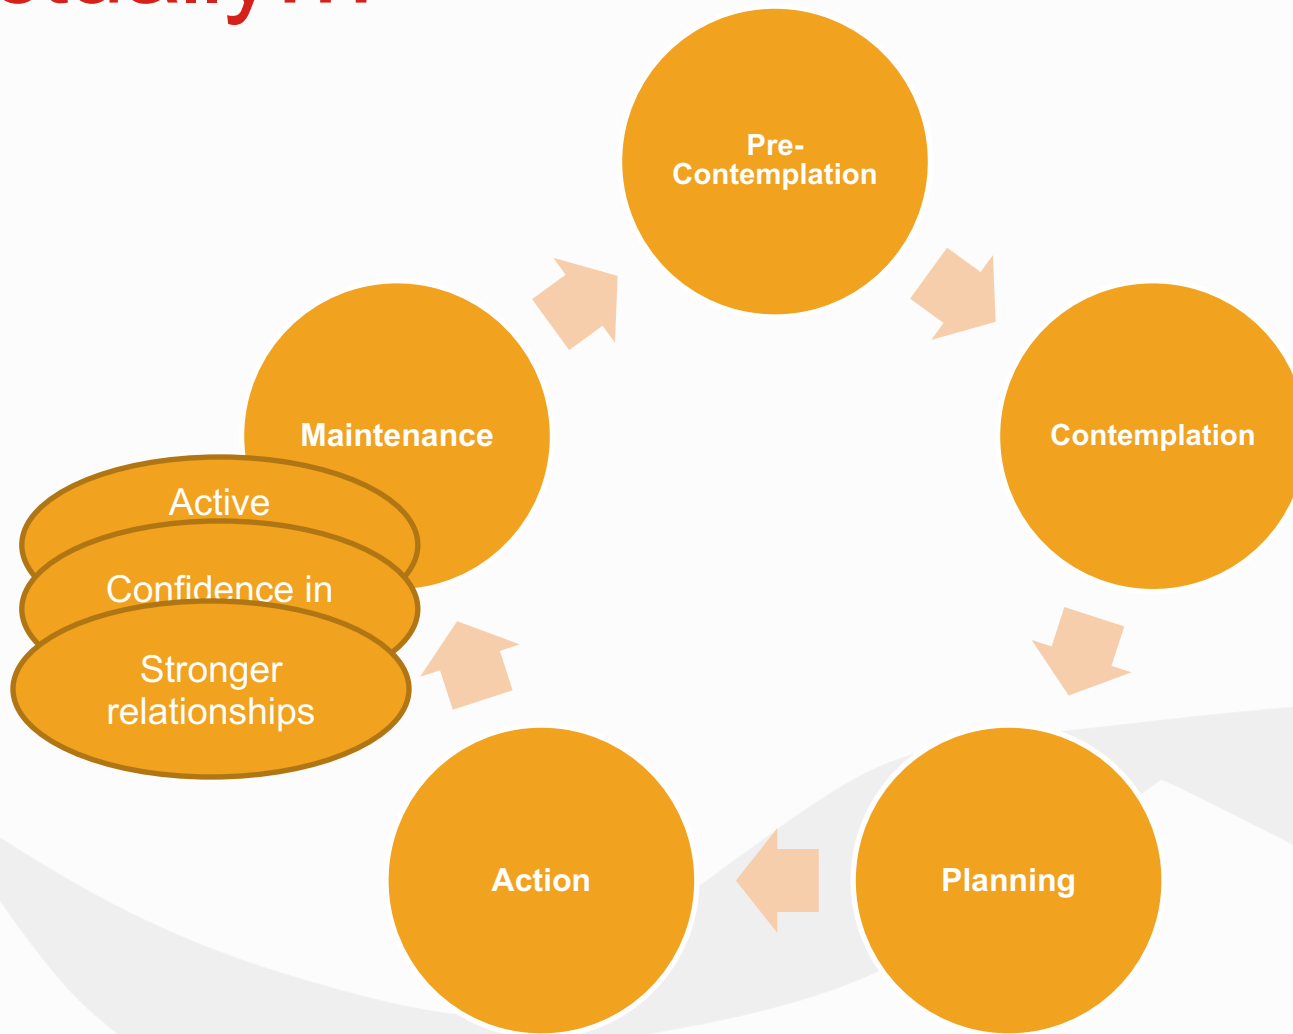 Pre-
Contemplation
Maintenance
Contemplation
Active
Confidence in
Stronger
relationships
Action
Planning